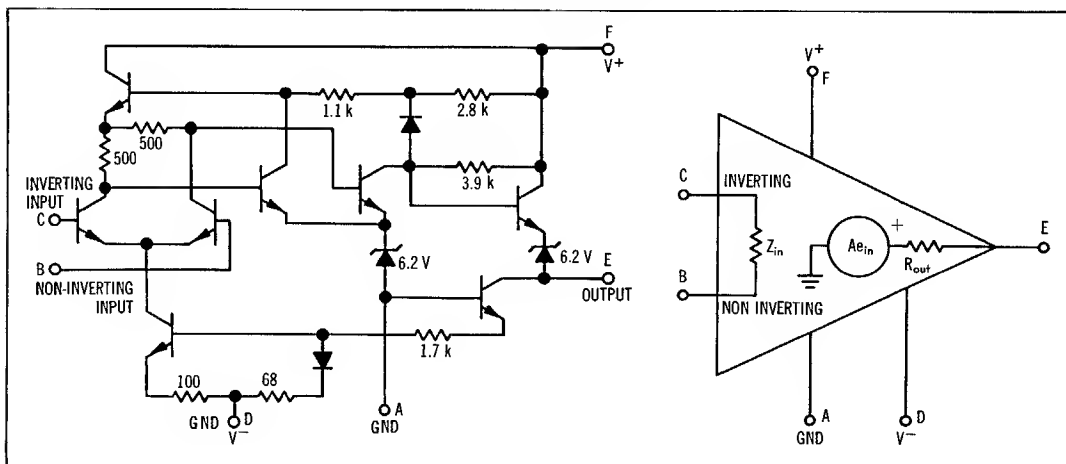 F
V+
1.1 k
2.8 k
500
500
3.9 k
INVERTING
INPUT
C
B
NON-INVERTING
INPUT
6.2 V
6.2 V
E
OUTPUT
1.7 k
100
68
GND
D
V−
A
GND
V+
F
C
INVERTING
Zin
Aein
+
Rout
E
B
NON INVERTING
A
GND
D
V−